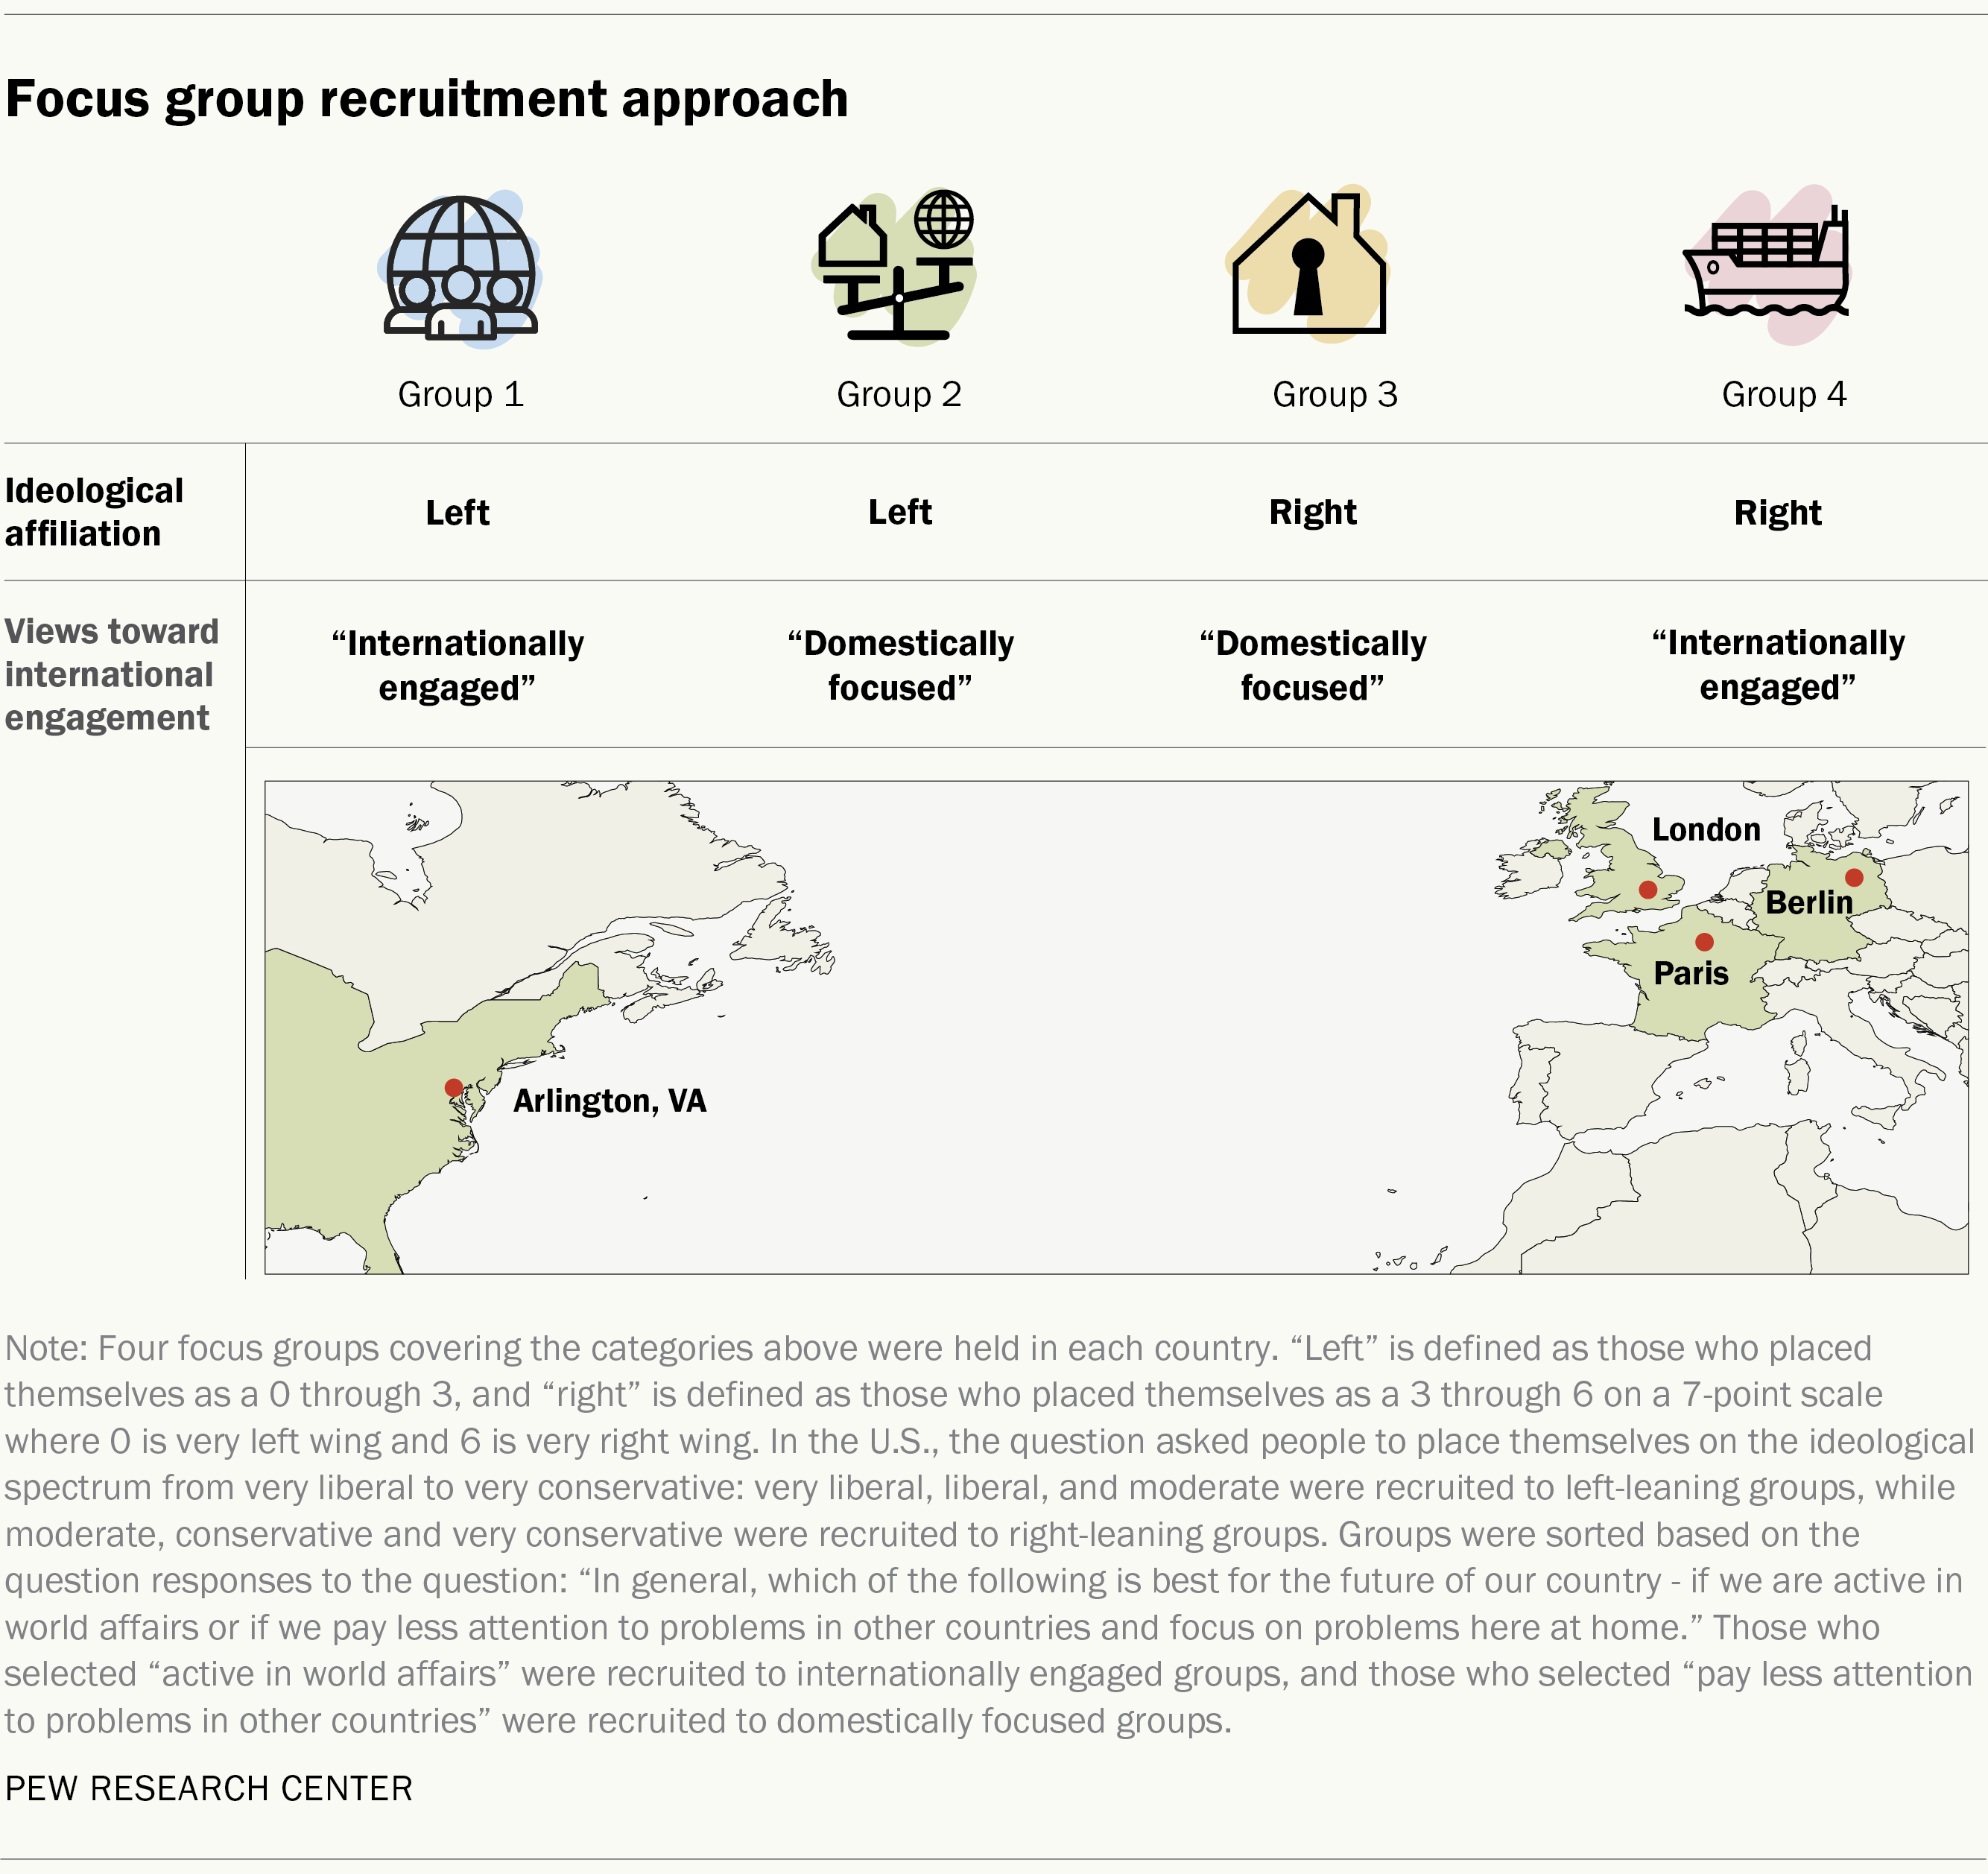 Focus group recruitment approach
Group 1
Group 2
Group 3
Group 4
Ideological
affiliation
Left
Left
Right
Right
Views toward
international
engagement
“Internationally
engaged”
“Domestically
focused”
“Domestically
focused”
“Internationally
engaged”
London
Berlin
Paris
Arlington, VA
Note: Four focus groups covering the categories above were held in each country. “Left” is defined as those who placed
themselves as a 0 through 3, and “right” is defined as those who placed themselves as a 3 through 6 on a 7-point scale
where 0 is very left wing and 6 is very right wing. In the U.S., the question asked people to place themselves on the ideological
spectrum from very liberal to very conservative: very liberal, liberal, and moderate were recruited to left-leaning groups, while
moderate, conservative and very conservative were recruited to right-leaning groups. Groups were sorted based on the
question responses to the question: “In general, which of the following is best for the future of our country - if we are active in
world affairs or if we pay less attention to problems in other countries and focus on problems here at home.” Those who
selected “active in world affairs” were recruited to internationally engaged groups, and those who selected “pay less attention
to problems in other countries” were recruited to domestically focused groups.
PEW RESEARCH CENTER